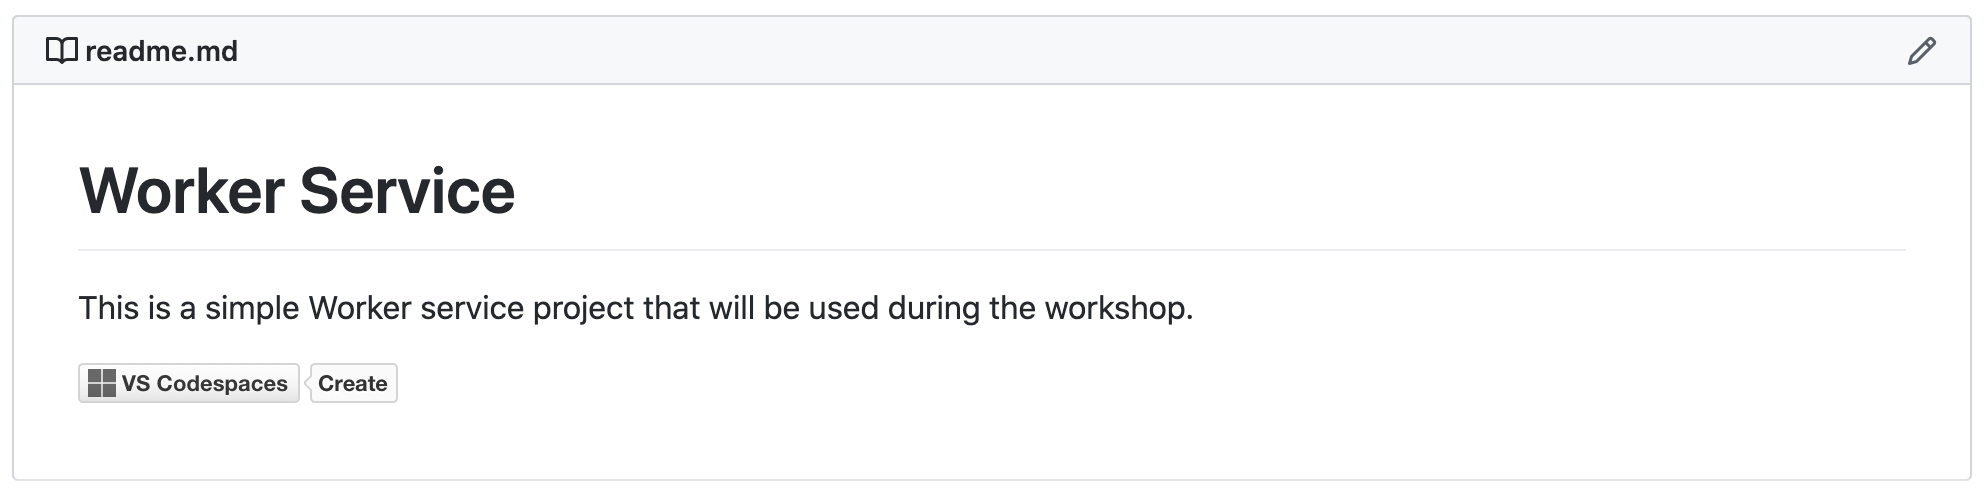 readme.md
Worker Service
This is a simple Worker service project that will be used during the workshop.
VS Codespaces Create